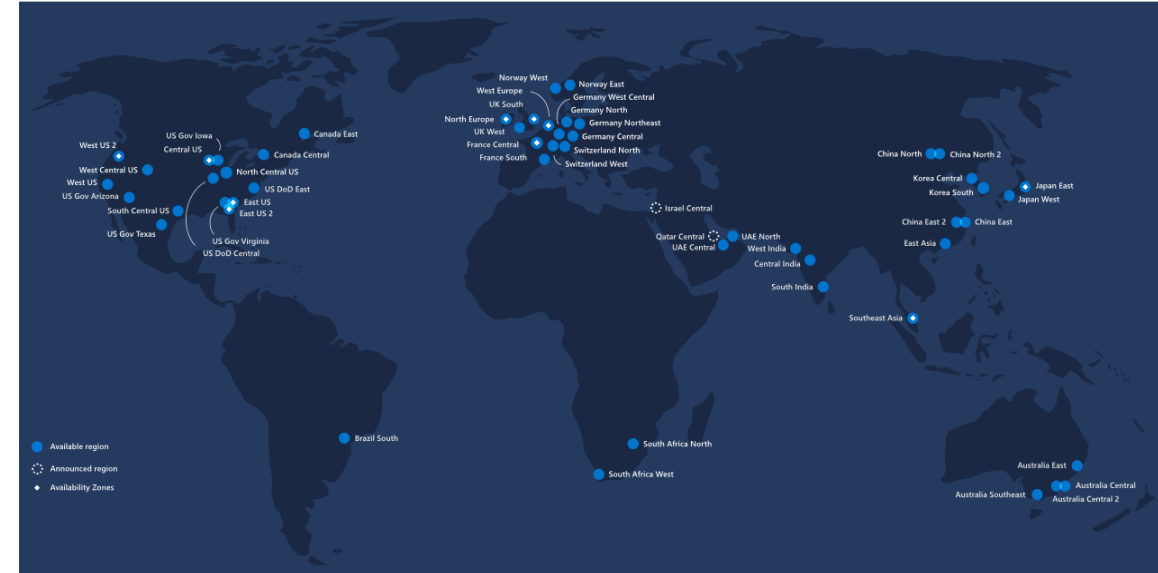 Norway West
Norway East
West Europe
Germany West Central
UK South
Germany North
North Europe
Germany Northeast
UK West
Germany Central
France Central
Switzerland North
France South
Switzerland West
Canada East
US Gov Iowa
West US 2
Central US
Canada Central
West Central US
North Central US
West US
US DoD East
US Gov Arizona
East US
South Central US
East US 2
US Gov Texas
US Gov Virginia
US DoD Central
China North
China North 2
Korea Central
Japan East
Korea South
Japan West
Israel Central
China East 2
China East
Qatar Central
UAE North
East Asia
UAE Central
West India
Central India
South India
Southeast Asia
Brazil South
South Africa North
South Africa West
Australia East
Australia Central
Australia Southeast
Australia Central 2
Available region
Announced region
Availability Zones